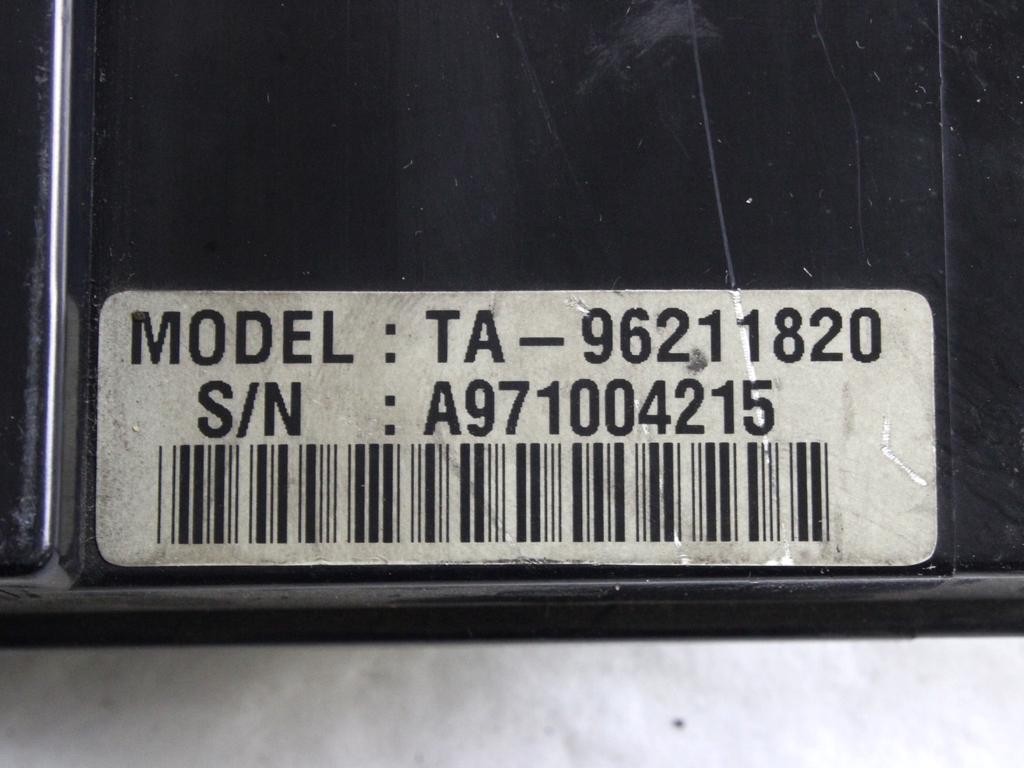 MODEL : TA – 96211820
S/N : A971004215